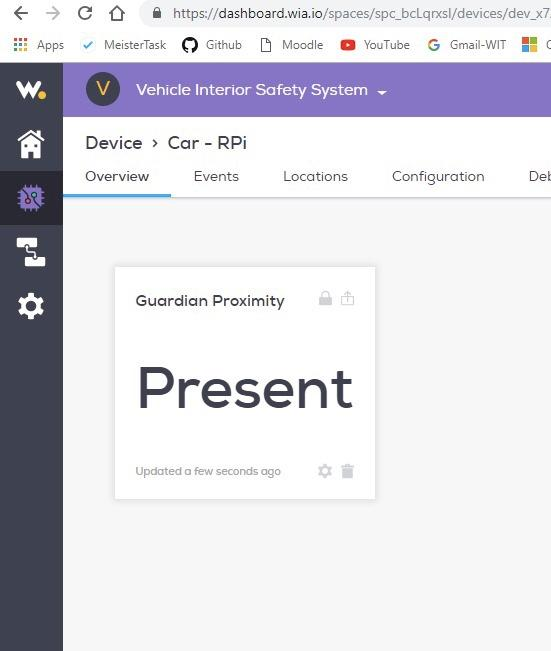 https://dashboard.wia.io/spaces/spc_bcLqrxsl/devices/dev_x7
Apps MeisterTask Github Moodle YouTube Gmail-WIT
w.
V Vehicle Interior Safety System
Device > Car - RPi
Overview Events Locations Configuration Deb
Guardian Proximity
Present
Updated a few seconds ago